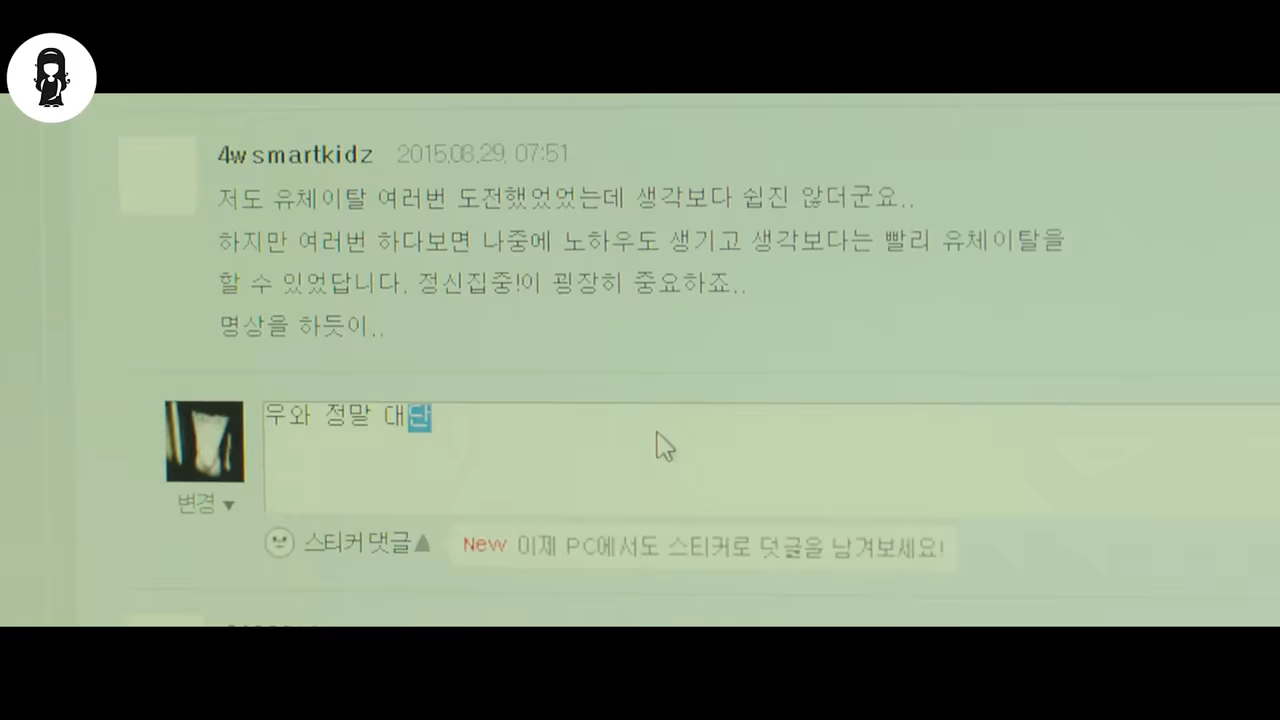 4wsmartkidz 2015.08.29. 07:51
저도 유체이탈 여러번 도전했었었는데 생각보다 쉽진 않더군요..
하지만 여러번 하다보면 나중에 노하우도 생기고 생각보다는 빨리 유체이탈을
할 수 있었답니다. 정신집중!이 굉장히 중요하죠..
명상을 하듯이..
우와 정말 대단
변경 ▼
스티커 댓글▲ New 이제 PC에서도 스티커로 덧글을 남겨보세요!